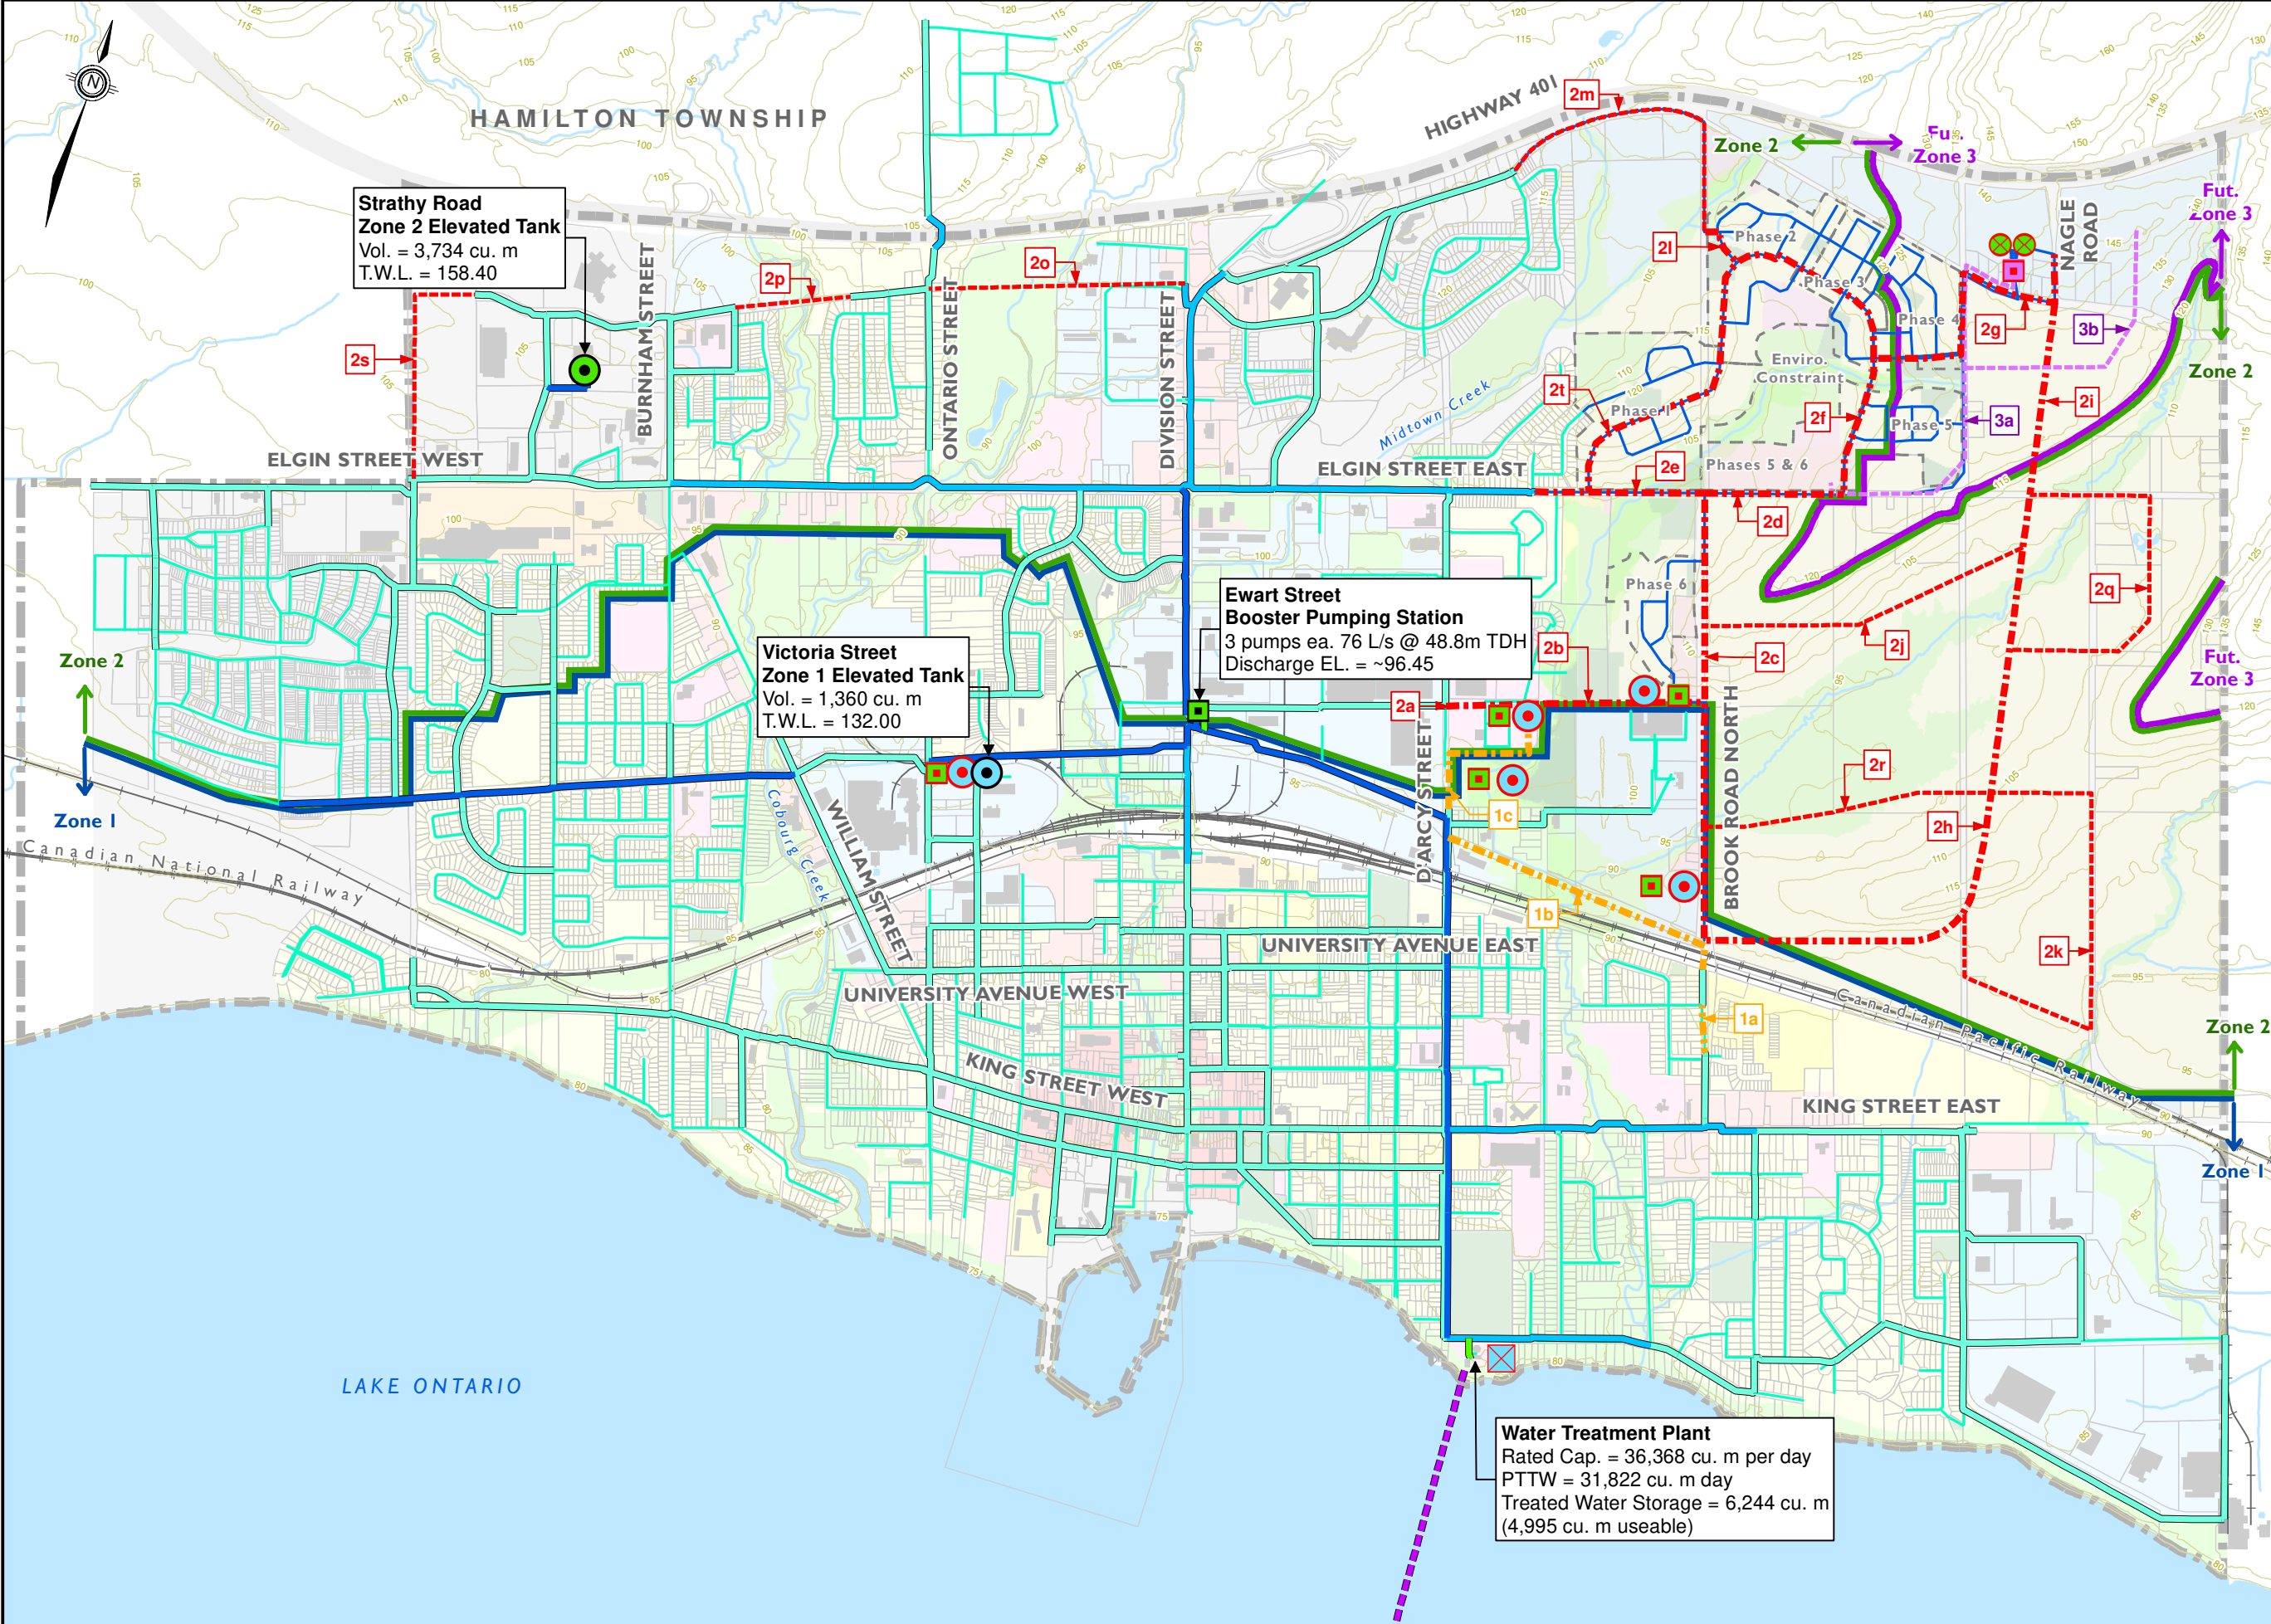 HAMILTON TOWNSHIP
HIGHWAY 401
2m
Zone 2
Fu..
Zone 3
Strathy Road
Zone 2 Elevated Tank
Vol. = 3,734 cu. m
T.W.L. = 158.40
NAGLE
ROAD
Fut.
Zone 3
BURNHAM STREET
ONTARIO STREET
DIVISION STREET
2p
2o
2l
Phase 2
Phase 3
Phase 4
2g
3b
2s
Enviro.
Constraint
Zone 2
Midtown Creek
2t
Phase 1
2f
Phase 5
3a
2i
ELGIN STREET WEST
ELGIN STREET EAST
2e
Phases 5 & 6
2d
Ewart Street
Booster Pumping Station
3 pumps ea. 76 L/s @ 48.8m TDH
Discharge EL. = ~96.45
Phase 6
2q
2j
2b
2c
Zone 2
Victoria Street
Zone 1 Elevated Tank
Vol. = 1,360 cu. m
T.W.L. = 132.00
Fut.
Zone 3
2a
D'ARCY STREET
BROOK ROAD NORTH
2r
Zone 1
1c
2h
Cobourg Creek
WILLIAM STREET
Canadian National Railway
1b
2k
UNIVERSITY AVENUE EAST
UNIVERSITY AVENUE WEST
1a
Canadian Pacific Railway
Zone 2
KING STREET WEST
KING STREET EAST
Zone 1
LAKE ONTARIO
Water Treatment Plant
Rated Cap. = 36,368 cu. m per day
PTTW = 31,822 cu. m day
Treated Water Storage = 6,244 cu. m
(4,995 cu. m useable)
N